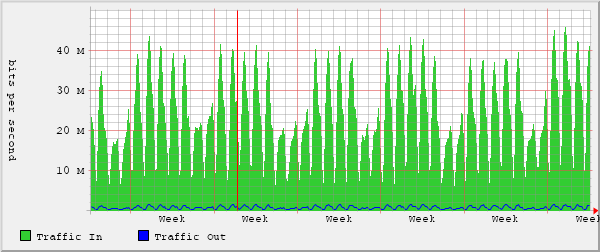 bits per second
40 M
30 M
20 M
10 M
Week Week Week Week Week Week
Traffic In Traffic Out